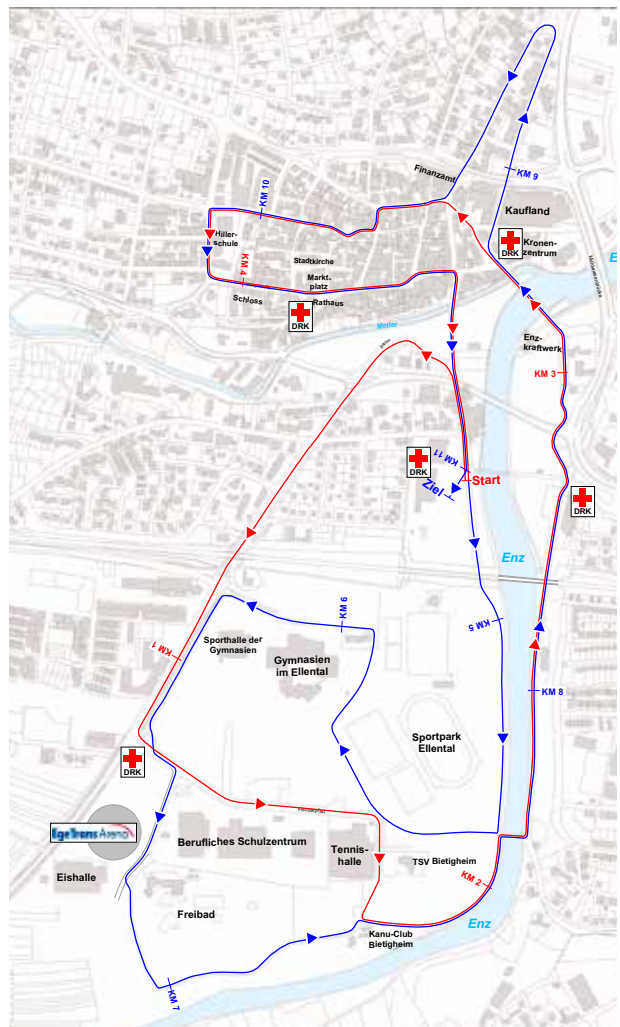 KM 9
Finanzamt
KM 10
Kaufland
Hiller-
schule
DRK
Kronen-
zentrum
Stadtkirche
KM 4
Markt-
platz
Schloss
Rathaus
DRK
Metter
Enz-
kraftwerk
KM 3
KM 11
DRK
Start
Ziel
DRK
Enz
KM 6
KM 5
Sporthalle der
Gymnasien
KM 1
Gymnasien
im Ellental
KM 8
Sportpark
Ellental
DRK
EgeTrans Arena
Berufliches Schulzentrum
Tennis-
halle
TSV Bietigheim
Eishalle
KM 2
Freibad
Kanu-Club
Bietigheim
Enz
KM 7